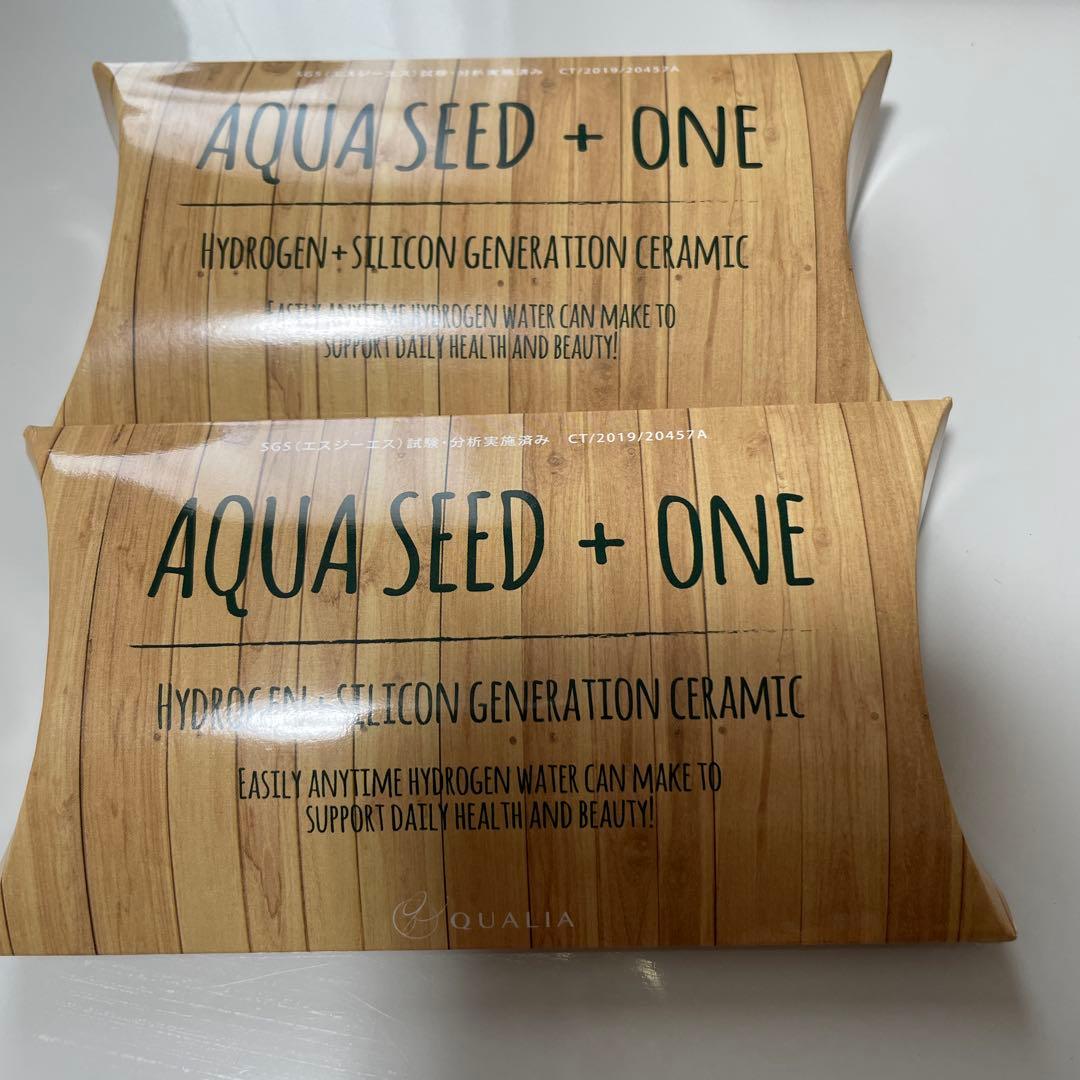 SGS(エスジーエス)試験・分析実施済み CT/2019/20457A
AQUA SEED + ONE
HYDROGEN+SILICON GENERATION CERAMIC
EASILY ANYTIME HYDROGEN WATER CAN MAKE TO
SUPPORT DAILY HEALTH AND BEAUTY!
SGS(エスジーエス)試験・分析実施済み CT/2019/20457A
AQUA SEED + ONE
HYDROGEN+SILICON GENERATION CERAMIC
EASILY ANYTIME HYDROGEN WATER CAN MAKE TO
SUPPORT DAILY HEALTH AND BEAUTY!
QUALIA